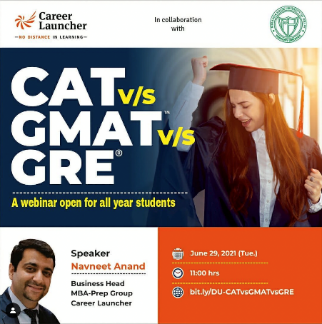 Career
Launcher
NO DISTANCE IN LEARNING
In collaboration
with
CAT v/s
GMAT™ v/s
GRE®
A webinar open for all year students
Speaker
Navneet Anand
Business Head
MBA-Prep Group
Career Launcher
June 29, 2021 (Tue.)
11:00 hrs
bit.ly/DU-CATvsGMATvsGRE